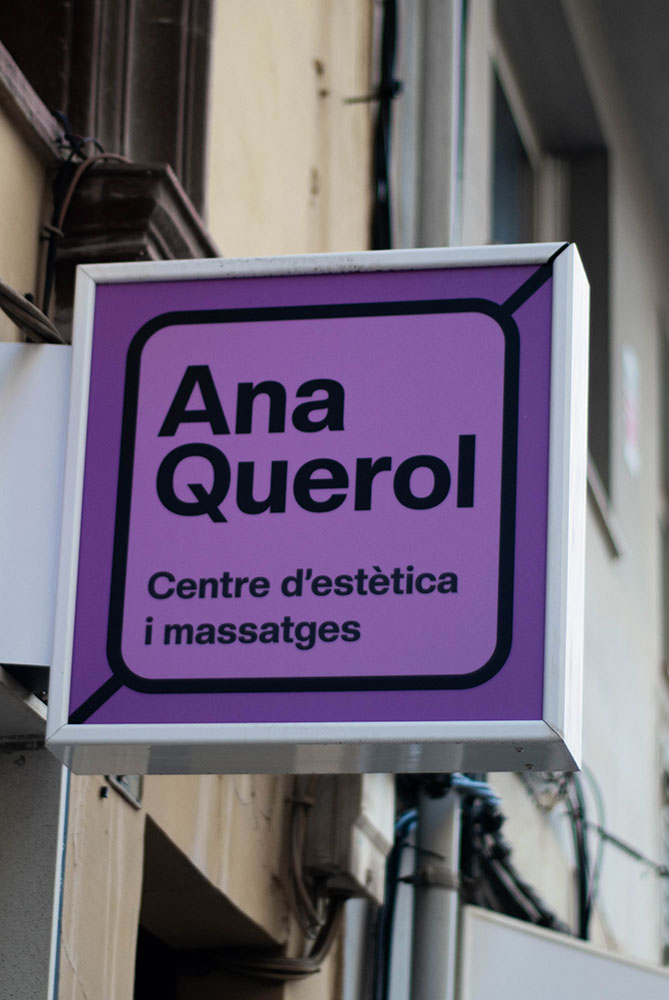 Ana
Querol
Centre d'estètica
i massatges